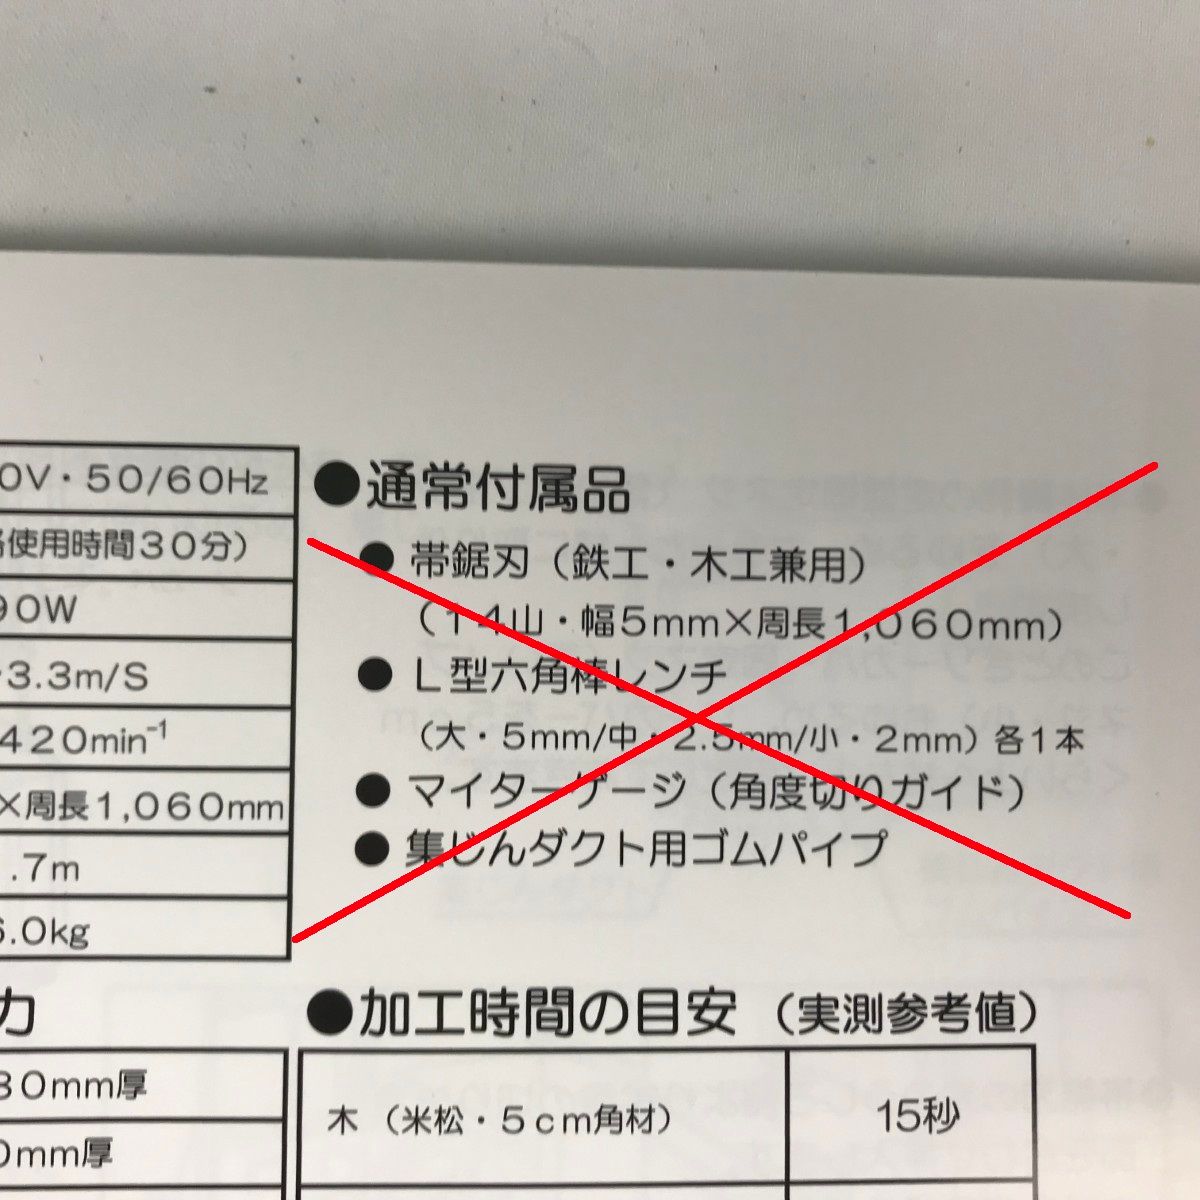 0V・50/60Hz
使用時間30分）
90W
3.3m/S
420min⁻¹
×周長1,060mm
.7m
6.0kg
力
30mm厚
0mm厚
●通常付属品
● 帯鋸刃（鉄工・木工兼用）
（14山・幅5mm×周長1,060mm）
● L型六角棒レンチ
（大・5mm/中・2.5mm/小・2mm）各1本
● マイターゲージ（角度切りガイド）
● 集じんダクト用ゴムパイプ
●加工時間の目安（実測参考値）
木（米松・5cm角材）
15秒